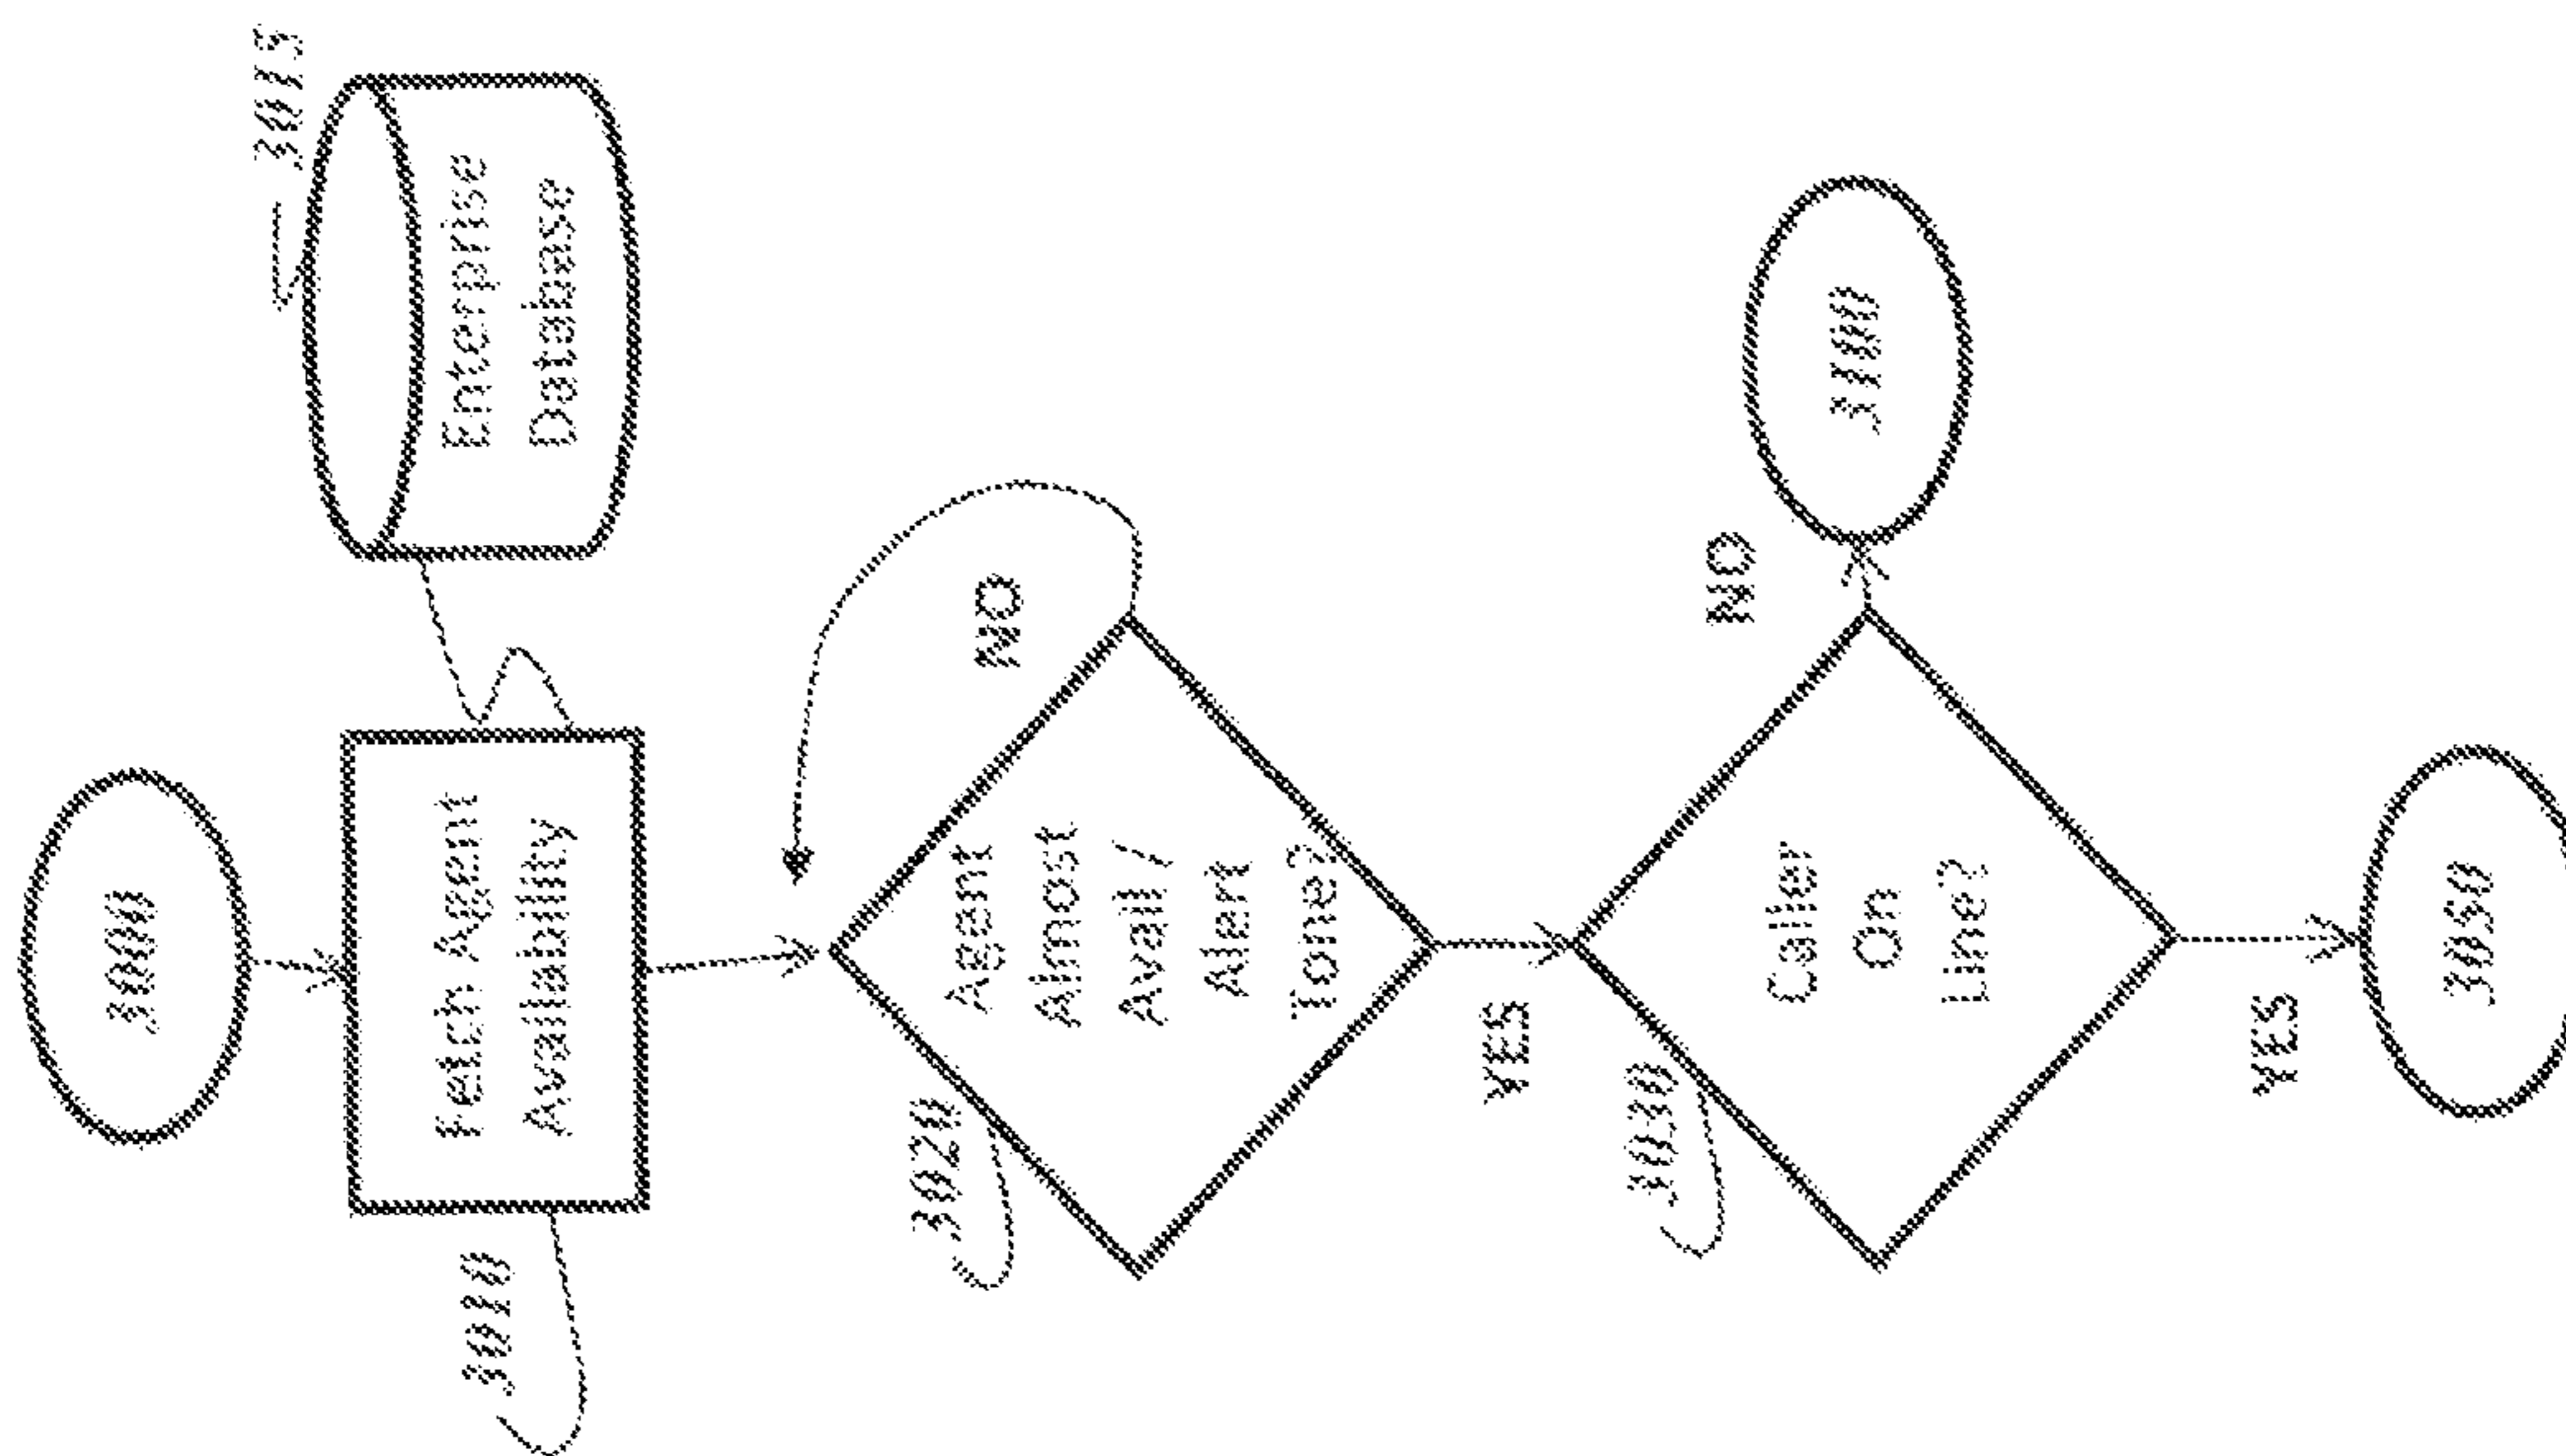 3000
3015
Fetch Agent
Availability
3010
Enterprise
Database
3020
Agent
Almost
Avail /
Alert
Tone?
NO
YES
3030
Caller
On
Line?
NO
3100
YES
3050